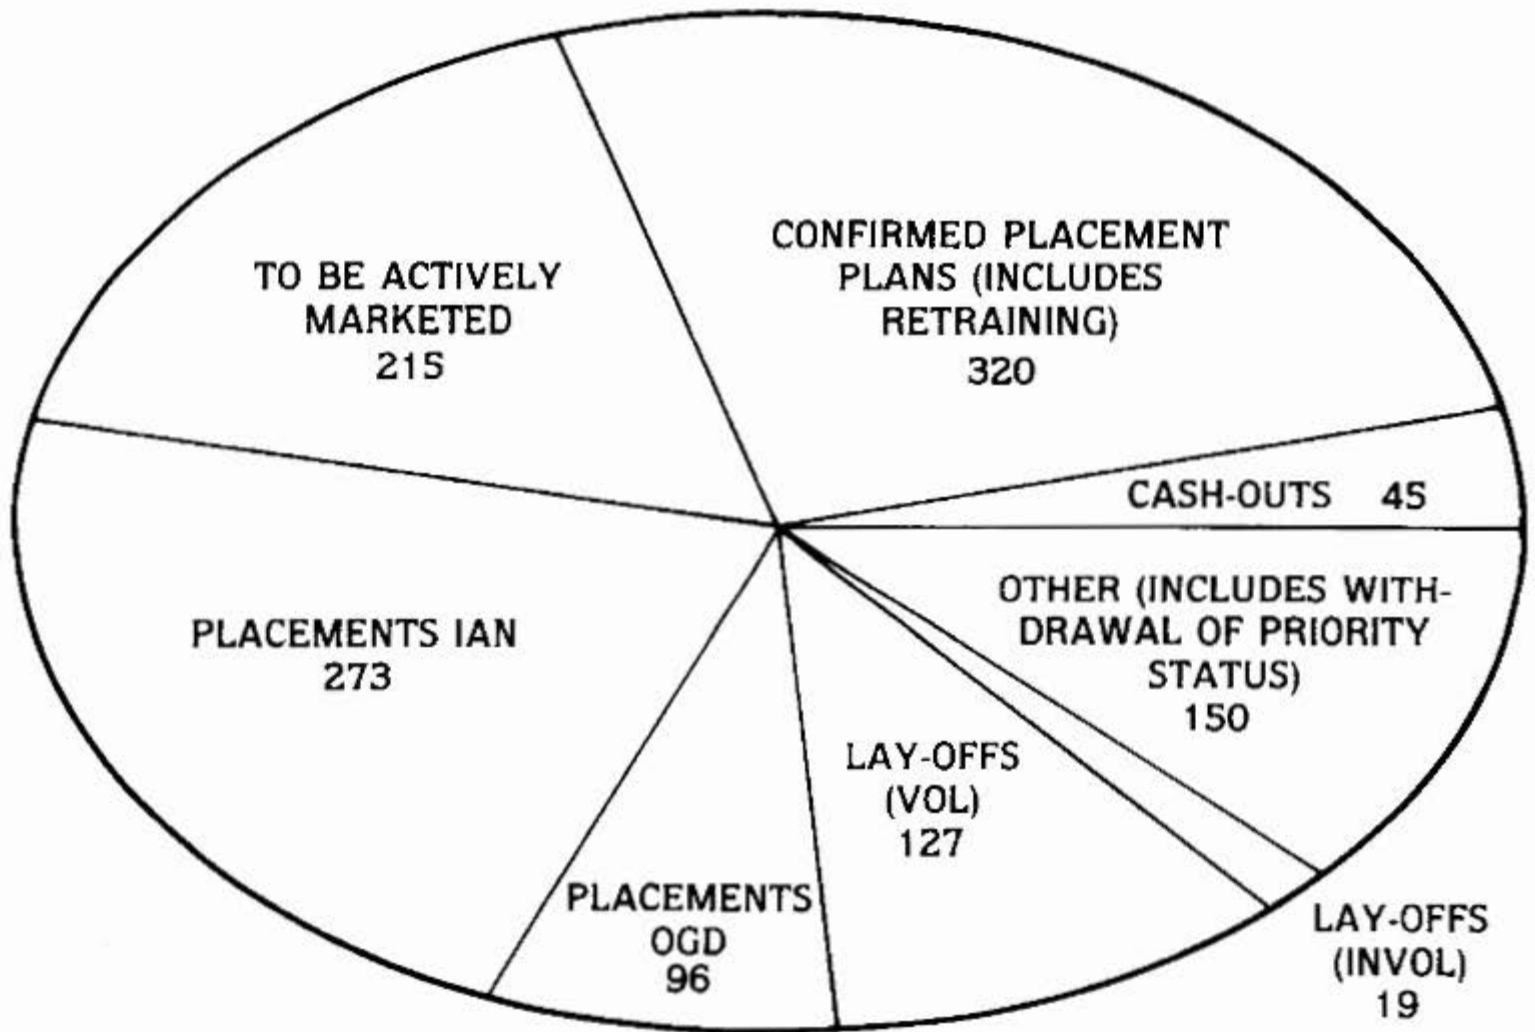 TO BE ACTIVELY
MARKETED
215
CONFIRMED PLACEMENT
PLANS (INCLUDES
RETRAINING)
320
CASH-OUTS 45
OTHER (INCLUDES WITH-
DRAWAL OF PRIORITY
STATUS)
150
PLACEMENTS IAN
273
LAY-OFFS
(VOL)
127
PLACEMENTS
OGD
96
LAY-OFFS
(INVOL)
19